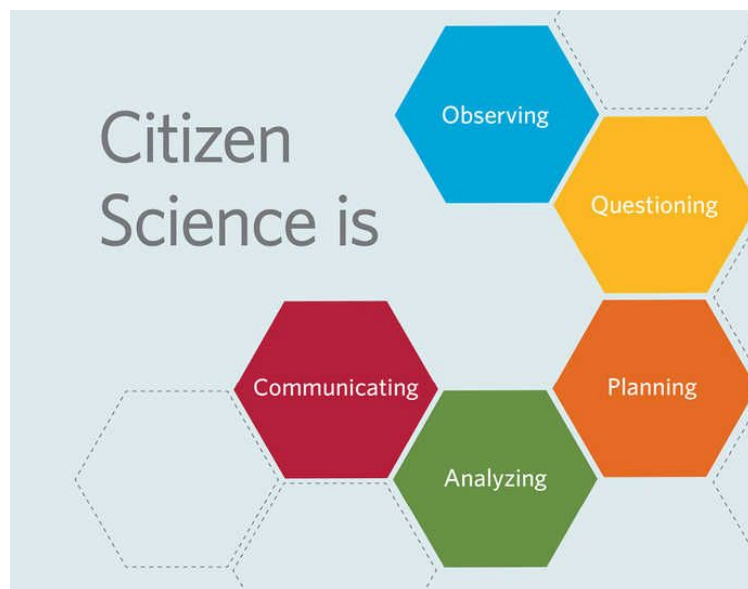 Citizen
Science is
Observing
Questioning
Planning
Analyzing
Communicating